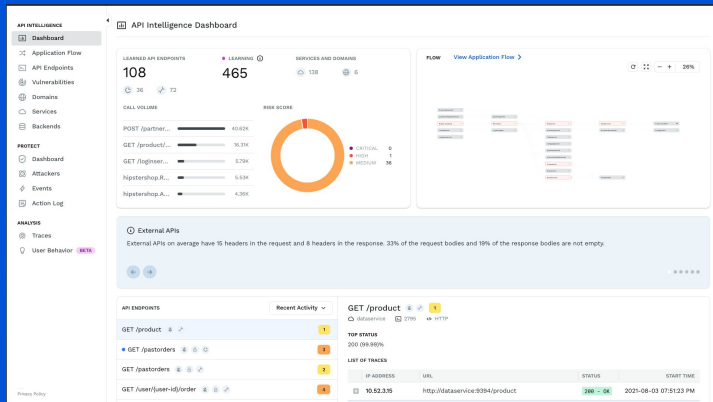 API INTELLIGENCE
Dashboard
Application Flow
API Endpoints
Vulnerabilities
Domains
Services
Backends
PROTECT
Dashboard
Attackers
Events
Action Log
ANALYSIS
Traces
User Behavior BETA
Privacy Policy
API Intelligence Dashboard
LEARNED API ENDPOINTS
108
36 72
LEARNING
465
SERVICES AND DOMAINS
138 6
CALL VOLUME
POST /partner... 40.62K
GET /product/... 16.31K
GET /loginser... 5.79K
hipstershop.R... 5.53K
hipstershop.A... 4.36K
RISK SCORE
CRITICAL 0
HIGH 1
MEDIUM 36
FLOW
View Application Flow
26%
External APIs
External APIs on average have 15 headers in the request and 8 headers in the response. 33% of the request bodies and 19% of the response bodies are not empty.
API ENDPOINTS
Recent Activity
GET /product 1
GET /pastorders 3
GET /pastorders 2
GET /user/{user-id}/order 4
GET /product 1
dataservice 2795 HTTP
TOP STATUS
200 (99.99)%
LIST OF TRACES
IP ADDRESS URL STATUS START TIME
10.52.3.15 http://dataservice:9394/product 200 - OK 2021-08-03 07:51:23 PM